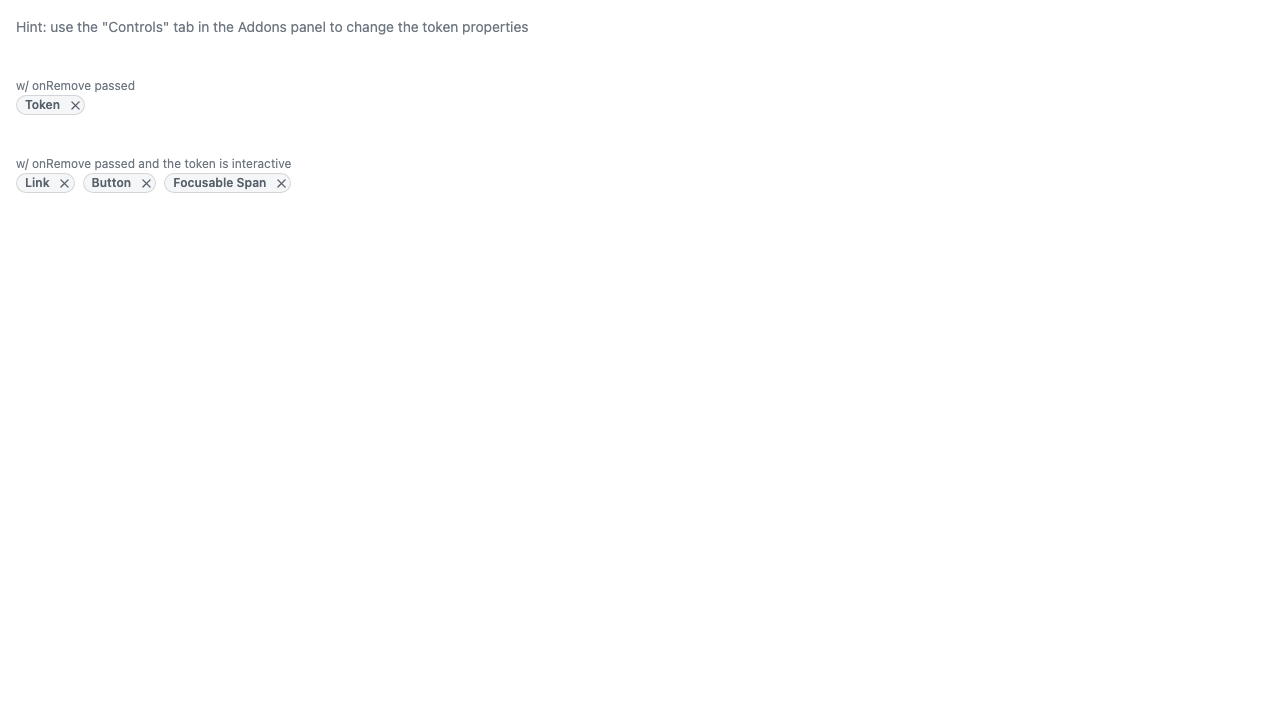 Hint: use the "Controls" tab in the Addons panel to change the token properties
w/ onRemove passed
Token
w/ onRemove passed and the token is interactive
Link Button Focusable Span